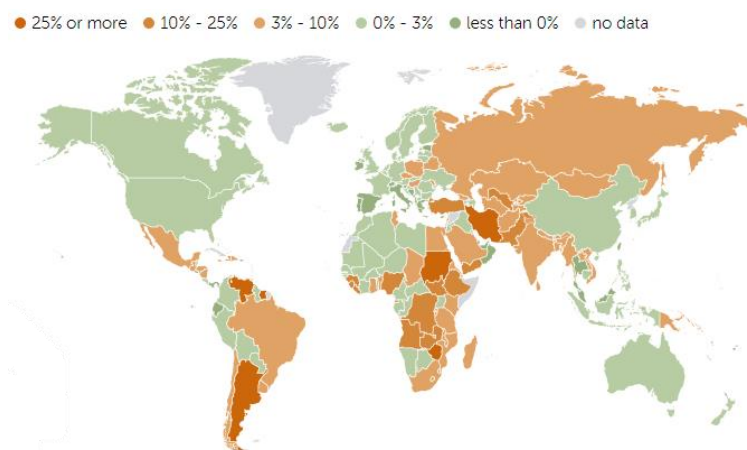 25% or more 10% - 25% 3% - 10% 0% - 3% less than 0% no data